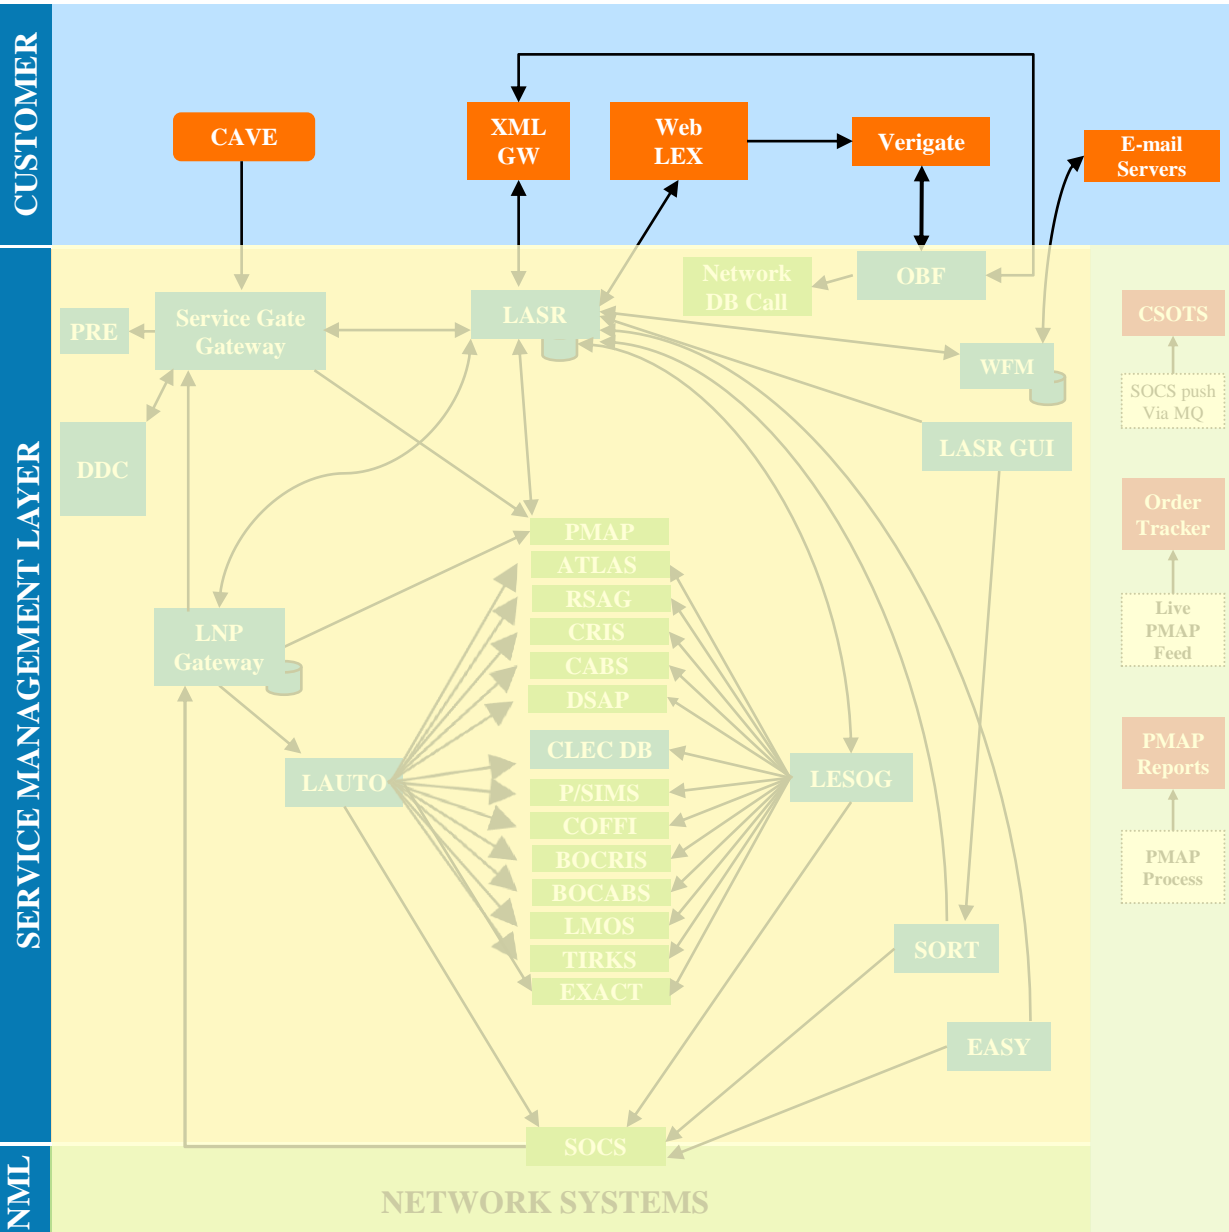 CUSTOMER
CAVE
XML
GW
Web
LEX
Verigate
E-mail
Servers
SERVICE MANAGEMENT LAYER
Network
DB Call
OBF
PRE
Service Gate
Gateway
LASR
WFM
CSOTS
SOCS push
Via MQ
DDC
LASR GUI
Order
Tracker
PMAP
ATLAS
RSAG
CRIS
CABS
DSAP
CLEC DB
P/SIMS
COFFI
BOCRIS
BOCABS
LMOS
TIRKS
EXACT
LNP
Gateway
Live
PMAP
Feed
LAUTO
LESOG
PMAP
Reports
PMAP
Process
SORT
EASY
SOCS
NML
NETWORK SYSTEMS